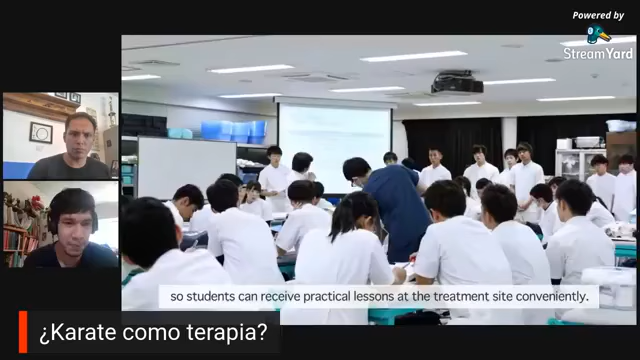 Powered by
StreamYard
so students can receive practical lessons at the treatment site conveniently.
¿Karate como terapia?